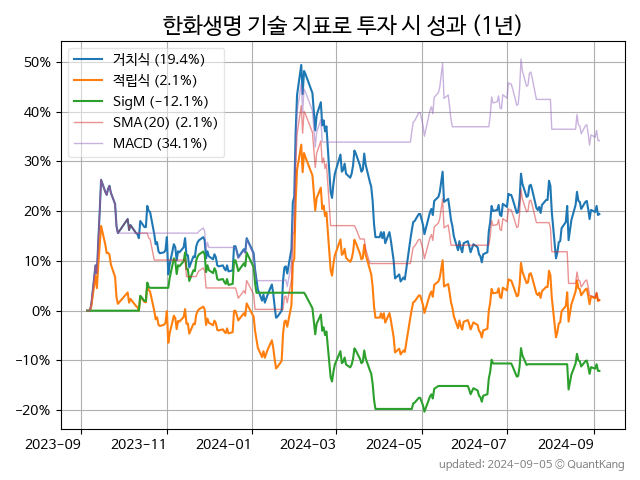 한화생명 기술 지표로 투자 시 성과 (1년)
거치식 (19.4%)
적립식 (2.1%)
SigM (−12.1%)
SMA(20) (2.1%)
MACD (34.1%)
50%
40%
30%
20%
10%
0%
−10%
−20%
2023-09 2023-11 2024-01 2024-03 2024-05 2024-07 2024-09
updated: 2024-09-05 © QuantKang